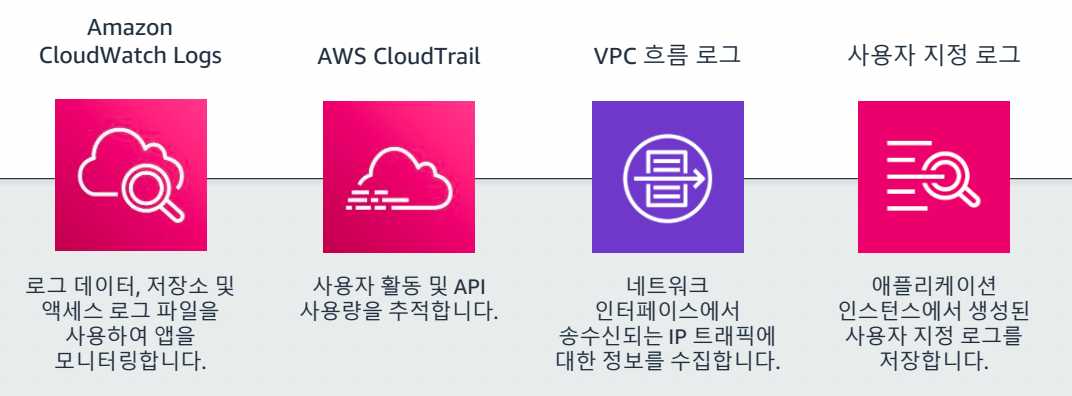 Amazon
CloudWatch Logs
AWS CloudTrail
VPC 흐름 로그
사용자 지정 로그
로그 데이터, 저장소 및
액세스 로그 파일을
사용하여 앱을
모니터링합니다.
사용자 활동 및 API
사용량을 추적합니다.
네트워크
인터페이스에서
송수신되는 IP 트래픽에
대한 정보를 수집합니다.
애플리케이션
인스턴스에서 생성된
사용자 지정 로그를
저장합니다.